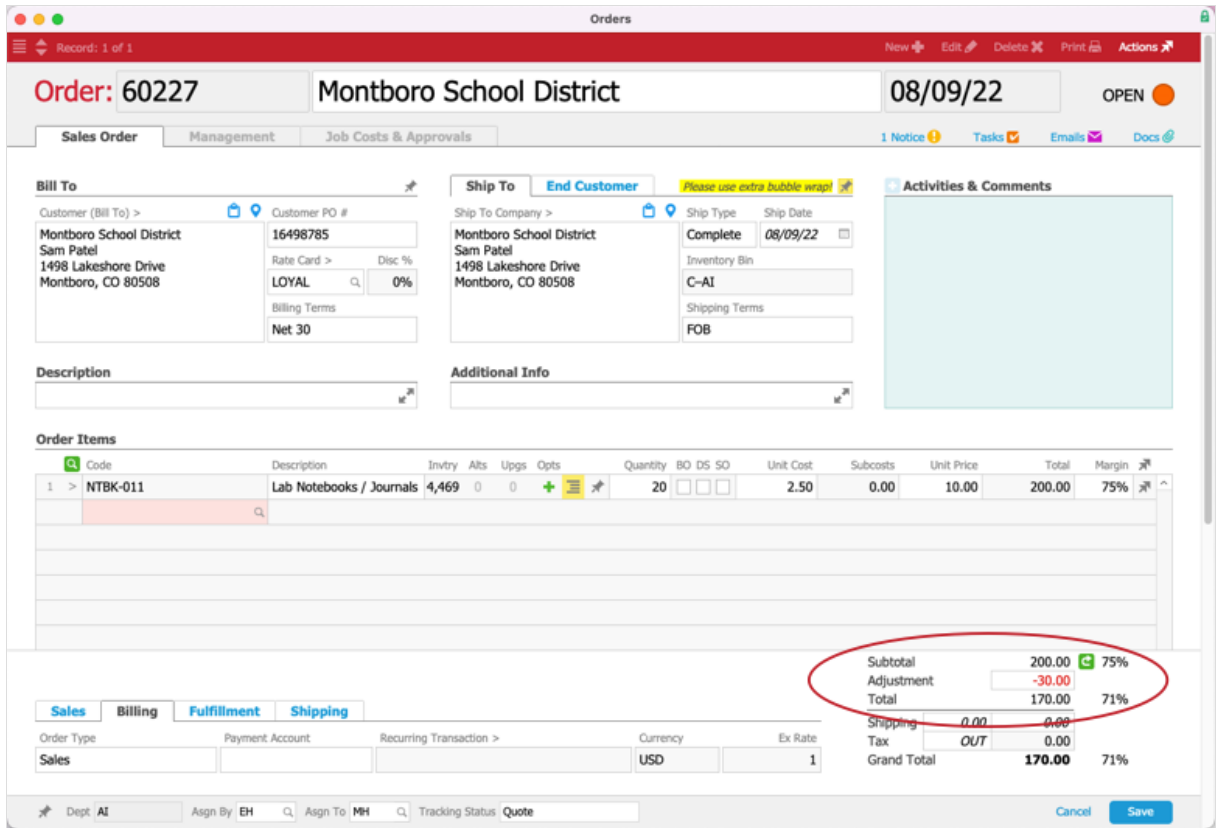 Orders
Record: 1 of 1 New Edit Delete Print Actions
Order: 60227 Montboro School District 08/09/22 OPEN
Sales Order Management Job Costs & Approvals 1 Notice Tasks Emails Docs
Bill To Ship To End Customer Please use extra bubble wrap! Activities & Comments
Customer (Bill To) > Customer PO # Ship To Company > Ship Type Ship Date
Montboro School District 16498785 Montboro School District Complete 08/09/22
Sam Patel Sam Patel
1498 Lakeshore Drive Rate Card > Disc % 1498 Lakeshore Drive Inventory Bin
Montboro, CO 80508 LOYAL 0% Montboro, CO 80508 C–AI
Billing Terms Shipping Terms
Net 30 FOB
Description Additional Info
Order Items
Code Description Invtry Alts Upgs Opts Quantity BO DS SO Unit Cost Subcosts Unit Price Total Margin
1 > NTBK-011 Lab Notebooks / Journals 4,469 0 0 20 2.50 0.00 10.00 200.00 75%
Subtotal 200.00 75%
Adjustment -30.00
Total 170.00 71%
Sales Billing Fulfillment Shipping
Shipping 0.00 0.00
Order Type Payment Account Recurring Transaction > Currency Ex Rate
Tax OUT 0.00
Sales USD 1
Grand Total 170.00 71%
Dept AI Asgn By EH Asgn To MH Tracking Status Quote Cancel Save